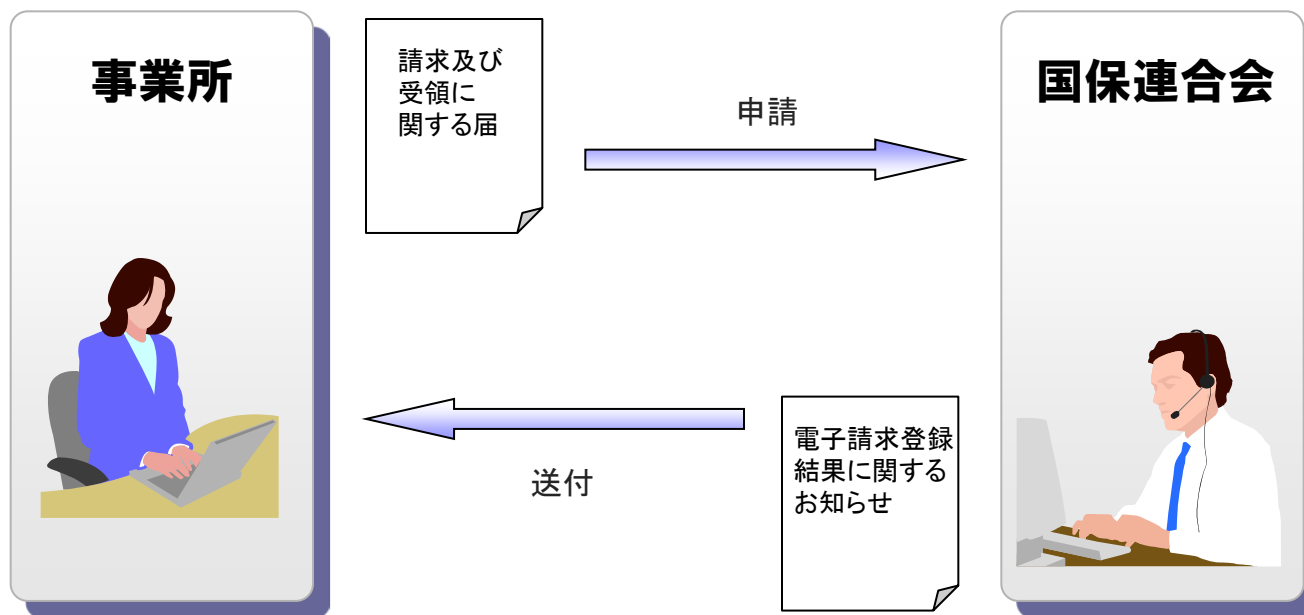 事業所
請求及び
受領に
関する届
申請
国保連合会
送付
電子請求登録
結果に関する
お知らせ